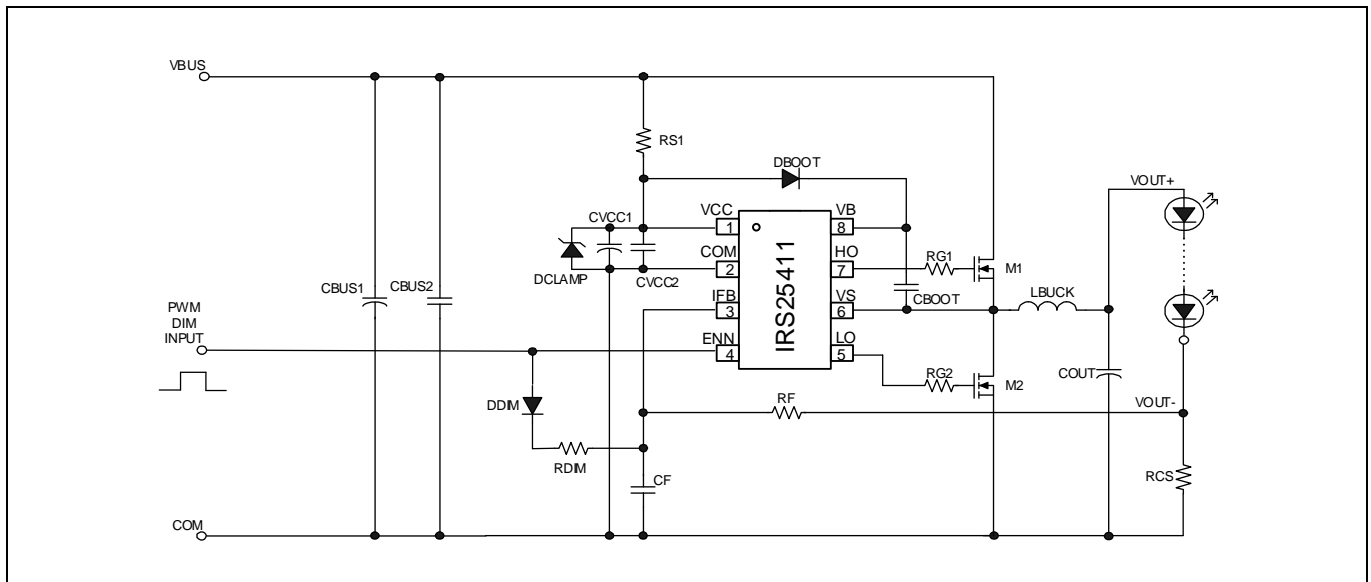 VBUS
RS1
DBOOT
VOUT+
CVCC1
VCC
VB
1
8
COM
HO
RG1
2
7
M1
DCLAMP
CVCC2
LBUCK
CBUS1
CBUS2
IFB
VS
CBOOT
3
6
IRS25411
PWM
DIM
INPUT
ENN
LO
4
5
RG2
M2
COUT
DDIM
RF
VOUT-
RDIM
CF
RCS
COM